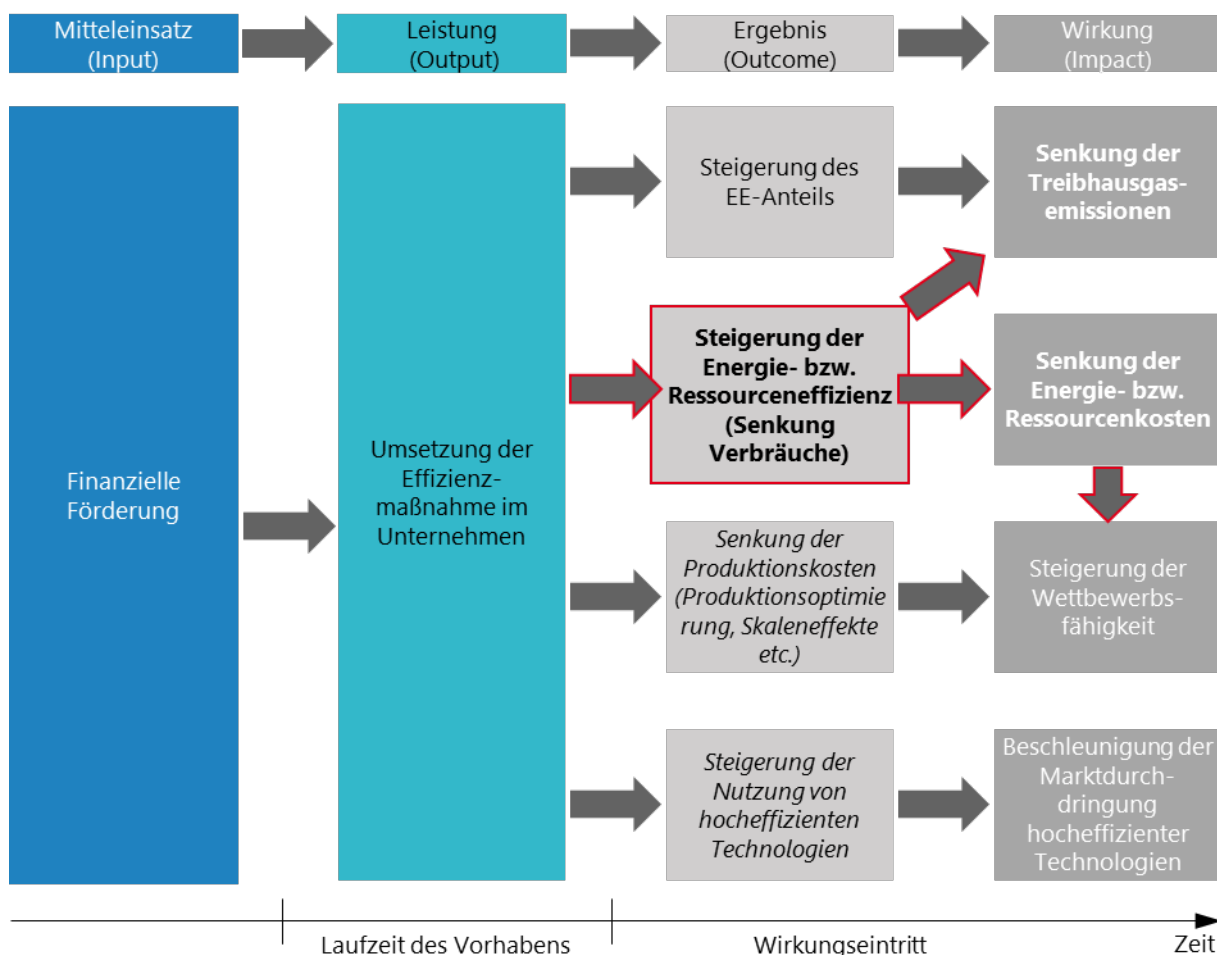 Mitteleinsatz
(Input)
Leistung
(Output)
Ergebnis
(Outcome)
Wirkung
(Impact)
Finanzielle
Förderung
Umsetzung der
Effizienz-
maßnahme im
Unternehmen
Steigerung des
EE-Anteils
Senkung der
Treibhausgas-
emissionen
Steigerung der
Energie- bzw.
Ressourceneffizienz
(Senkung
Verbräuche)
Senkung der
Energie- bzw.
Ressourcenkosten
Senkung der
Produktionskosten
(Produktionsoptimie
rung, Skaleneffekte
etc.)
Steigerung der
Wettbewerbs-
fähigkeit
Steigerung der
Nutzung von
hocheffizienten
Technologien
Beschleunigung der
Marktdurch-
dringung
hocheffizienter
Technologien
Laufzeit des Vorhabens
Wirkungseintritt
Zeit